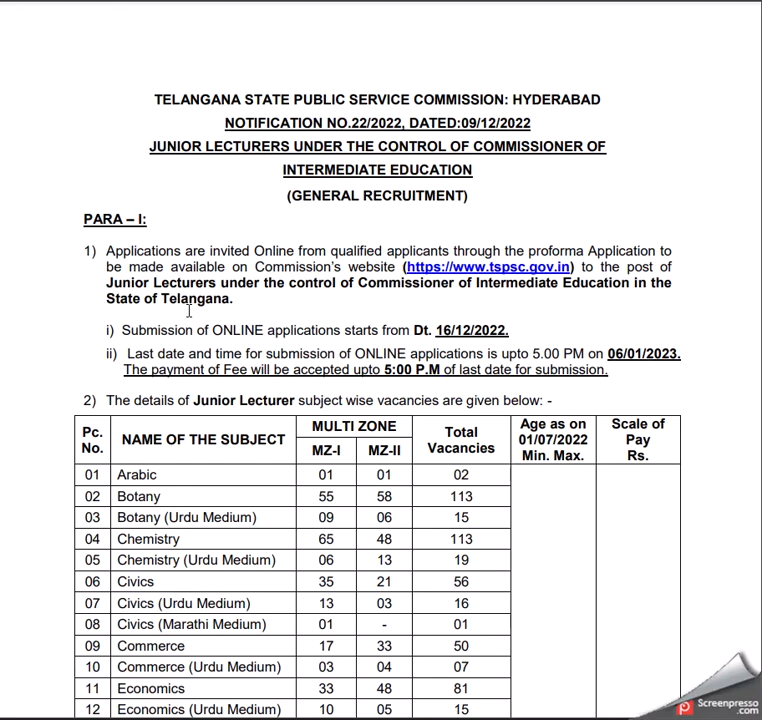 TELANGANA STATE PUBLIC SERVICE COMMISSION: HYDERABAD
NOTIFICATION NO.22/2022, DATED:09/12/2022
JUNIOR LECTURERS UNDER THE CONTROL OF COMMISSIONER OF
INTERMEDIATE EDUCATION
(GENERAL RECRUITMENT)
PARA – I:
1) Applications are invited Online from qualified applicants through the proforma Application to
be made available on Commission's website (https://www.tspsc.gov.in) to the post of
Junior Lecturers under the control of Commissioner of Intermediate Education in the
State of Telangana.
i) Submission of ONLINE applications starts from Dt. 16/12/2022.
ii) Last date and time for submission of ONLINE applications is upto 5.00 PM on 06/01/2023.
The payment of Fee will be accepted upto 5:00 P.M of last date for submission.
2) The details of Junior Lecturer subject wise vacancies are given below: -
Pc. No. NAME OF THE SUBJECT MULTI ZONE MZ-I MZ-II Total Vacancies Age as on 01/07/2022 Min. Max. Scale of Pay Rs.
01 Arabic 01 01 02
02 Botany 55 58 113
03 Botany (Urdu Medium) 09 06 15
04 Chemistry 65 48 113
05 Chemistry (Urdu Medium) 06 13 19
06 Civics 35 21 56
07 Civics (Urdu Medium) 13 03 16
08 Civics (Marathi Medium) 01 - 01
09 Commerce 17 33 50
10 Commerce (Urdu Medium) 03 04 07
11 Economics 33 48 81
12 Economics (Urdu Medium) 10 05 15
Screenpresso
.com